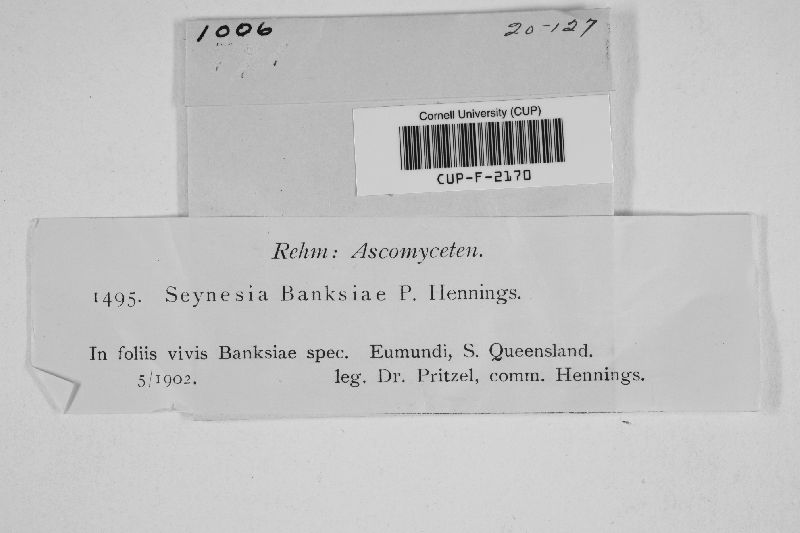 1006 20-127
Cornell University (CUP)
CUP-F-2170
Rehm: Ascomyceten.
1495. Seynesia Banksiae P. Hennings.
In foliis vivis Banksiae spec. Eumundi, S. Queensland.
5/1902. leg. Dr. Pritzel, comm. Hennings.